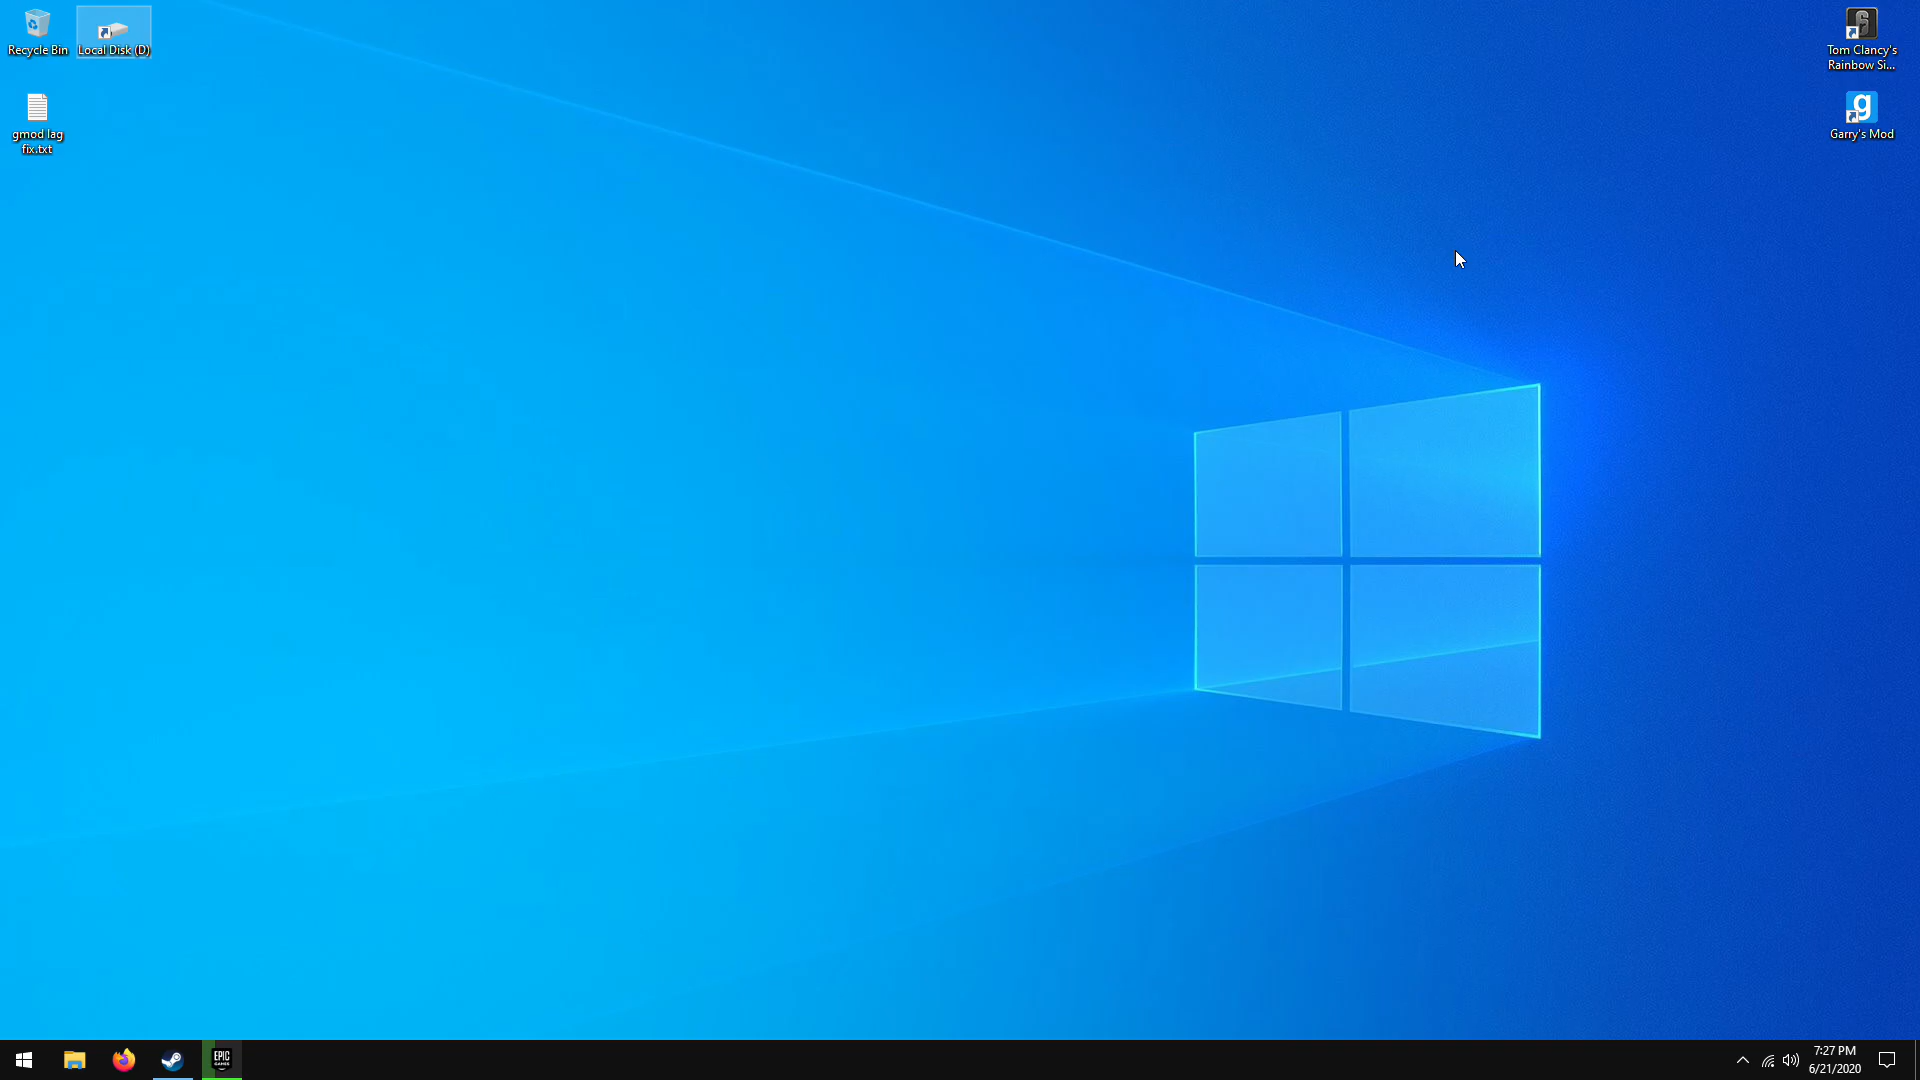 Recycle Bin
Local Disk (D)
gmod lag
fix.txt
Tom Clancy's
Rainbow Si...
Garry's Mod
EPIC
GAMES
7:27 PM
6/21/2020